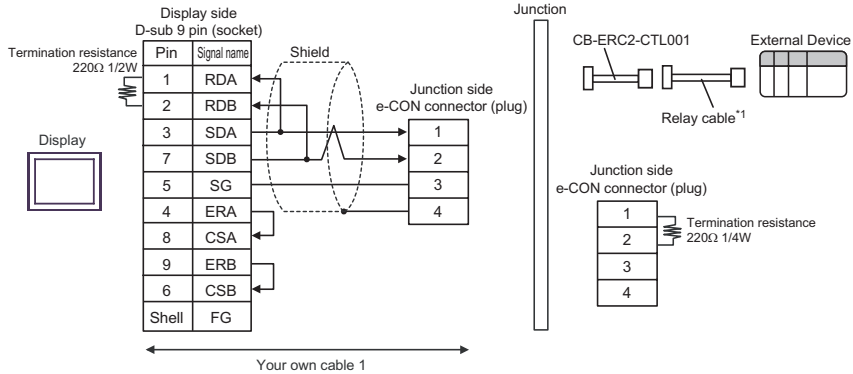 Display side
D-sub 9 pin (socket)
Junction
Termination resistance
220Ω 1/2W
Pin Signal name
1 RDA
2 RDB
3 SDA
7 SDB
5 SG
4 ERA
8 CSA
9 ERB
6 CSB
Shell FG
Shield
Display
Junction side
e-CON connector (plug)
1
2
3
4
Your own cable 1
CB-ERC2-CTL001
External Device
Relay cable*1
Junction side
e-CON connector (plug)
1
2
3
4
Termination resistance
220Ω 1/4W